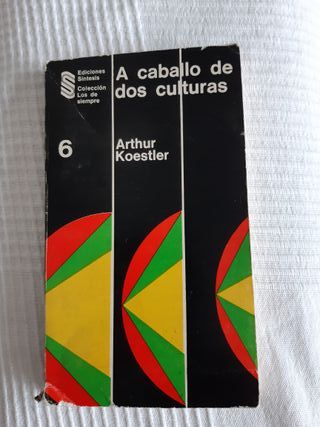 Ediciones
Síntesis
Colección
Los de
siempre
A caballo de
dos culturas
6
Arthur
Koestler